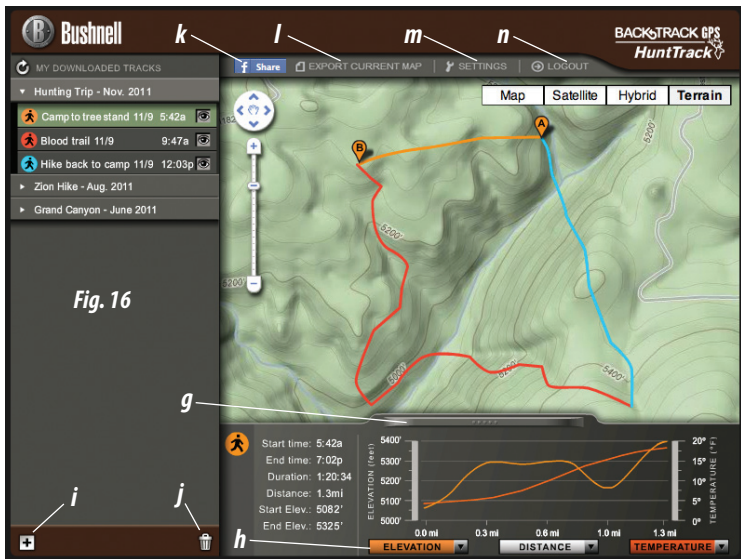 Bushnell
BACKTRACK GPS
HuntTrack
k
l
m
n
MY DOWNLOADED TRACKS
f Share
EXPORT CURRENT MAP
SETTINGS
LOGOUT
Hunting Trip - Nov. 2011
Camp to tree stand 11/9 5:42a
Blood trail 11/9 9:47a
Hike back to camp 11/9 12:03p
Zion Hike - Aug. 2011
Grand Canyon - June 2011
Map
Satellite
Hybrid
Terrain
5200'
B
A
5200'
5200'
5200'
5200'
5400'
Fig. 16
g
Start time: 5:42a
End time: 7:02p
Duration: 1:20:34
Distance: 1.3mi
Start Elev.: 5082'
End Elev.: 5325'
ELEVATION (feet)
5400'
5300'
5200'
5100'
5000'
20°
15°
10°
5°
0°
TEMPERATURE (°F)
0.0 mi
0.3 mi
0.6 mi
1.0 mi
1.3 mi
h
ELEVATION
DISTANCE
TEMPERATURE
i
j